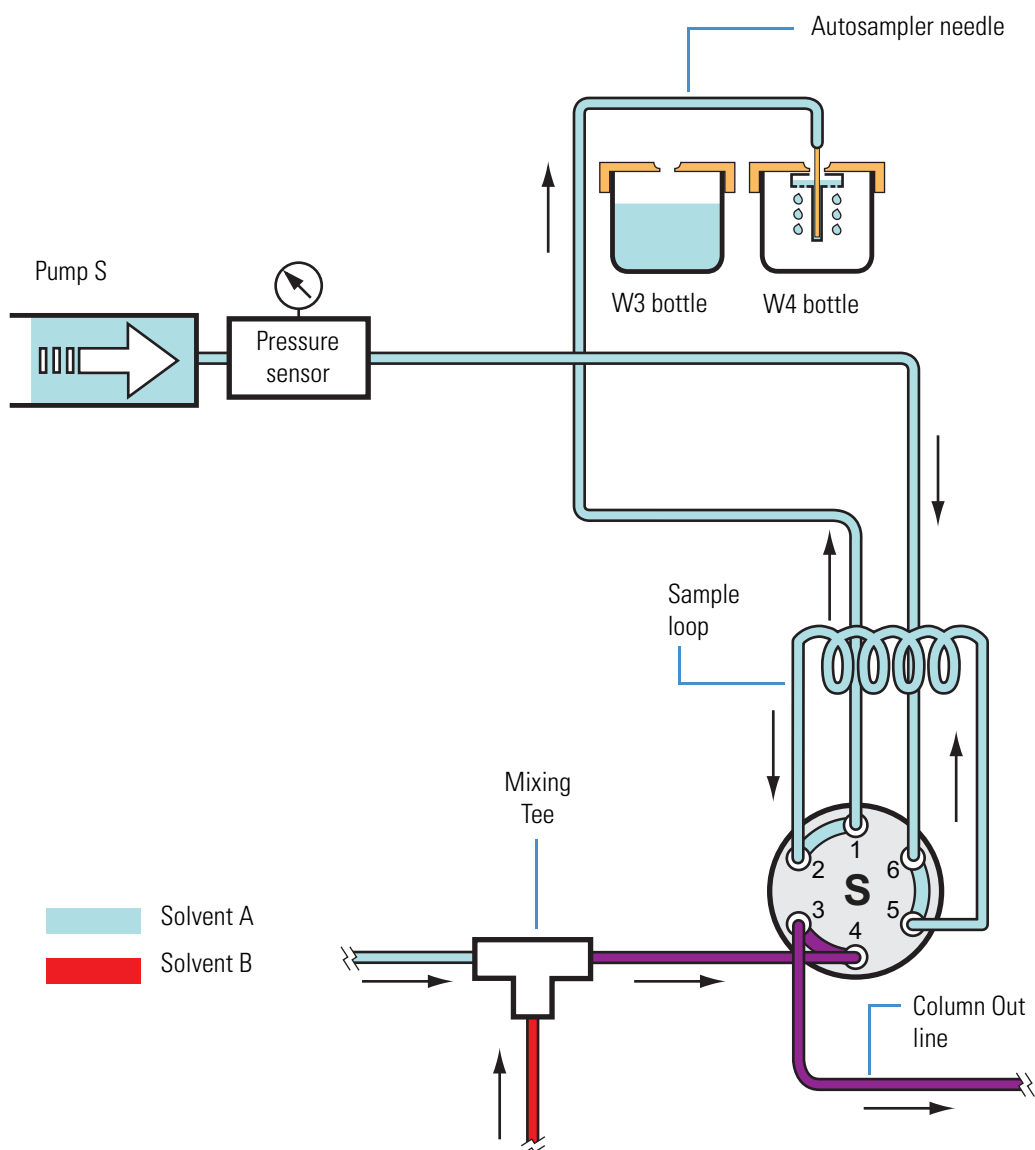 Autosampler needle
Pump S
Pressure
sensor
W3 bottle
W4 bottle
Sample
loop
Mixing
Tee
1
2
6
S
3
5
4
Solvent A
Solvent B
Column Out
line